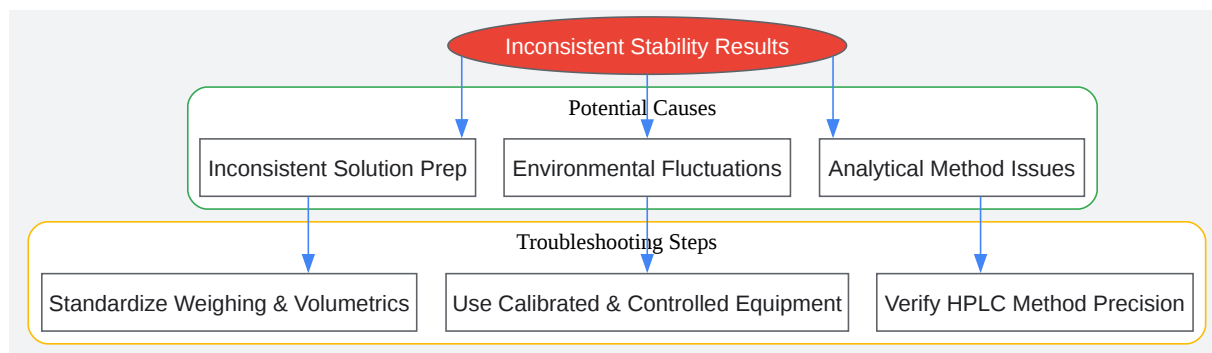 Inconsistent Stability Results
Potential Causes
Inconsistent Solution Prep
Environmental Fluctuations
Analytical Method Issues
Troubleshooting Steps
Standardize Weighing & Volumetrics
Use Calibrated & Controlled Equipment
Verify HPLC Method Precision